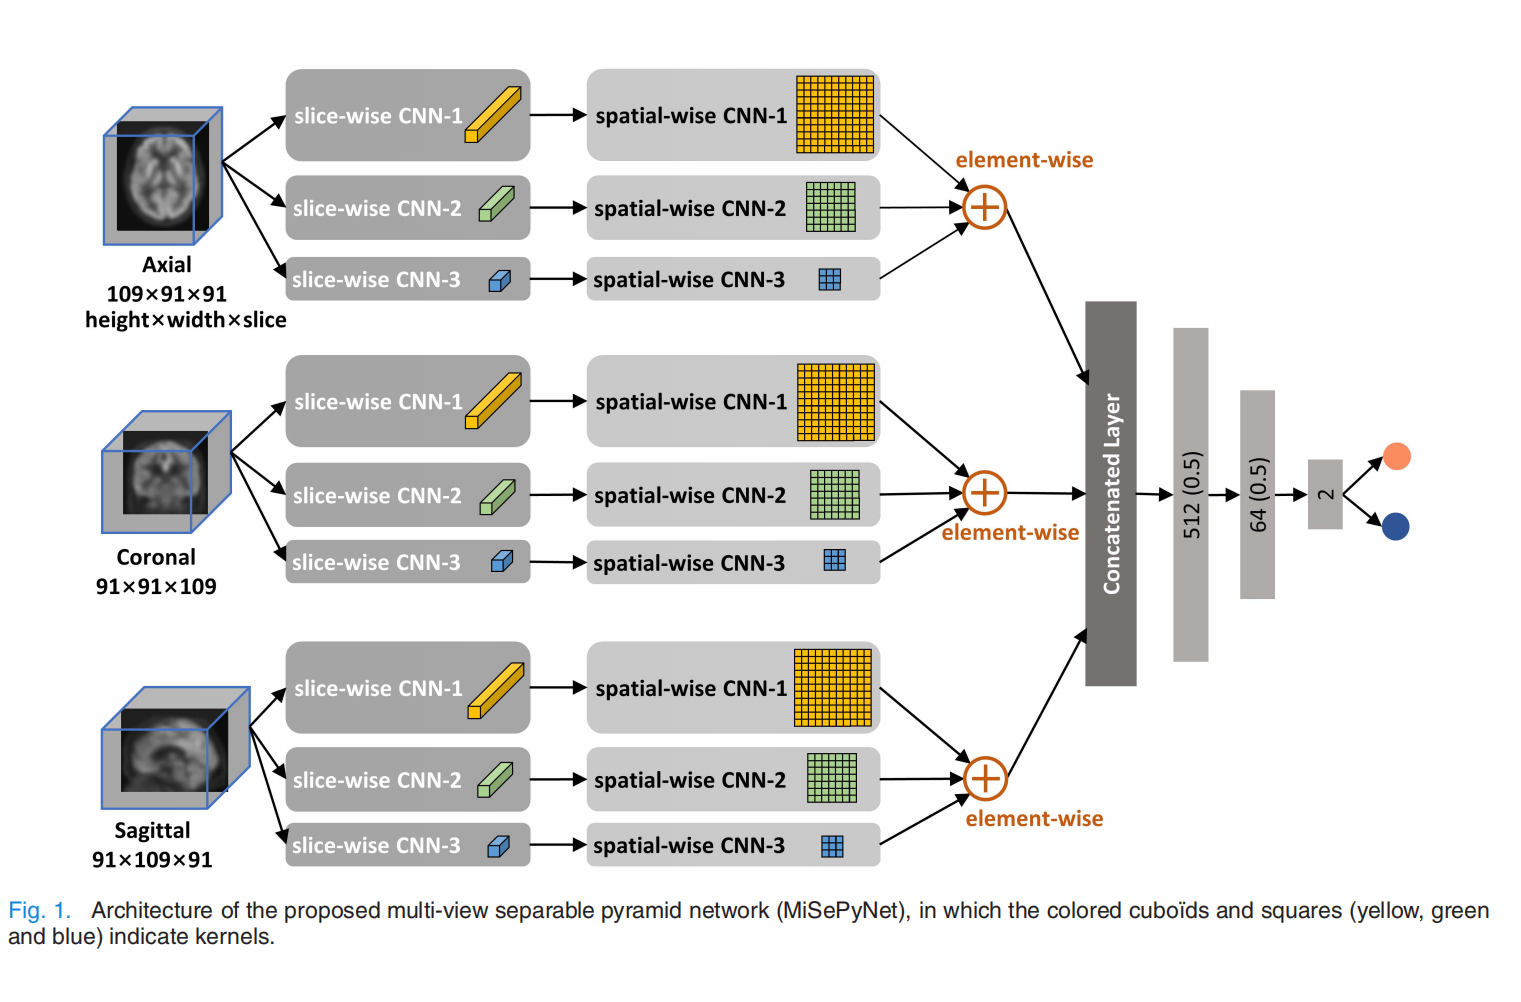 slice-wise CNN-1
spatial-wise CNN-1
element-wise
slice-wise CNN-2
spatial-wise CNN-2
slice-wise CNN-3
spatial-wise CNN-3
Axial
109×91×91
height×width×slice
slice-wise CNN-1
spatial-wise CNN-1
slice-wise CNN-2
spatial-wise CNN-2
element-wise
slice-wise CNN-3
spatial-wise CNN-3
Coronal
91×91×109
slice-wise CNN-1
spatial-wise CNN-1
slice-wise CNN-2
spatial-wise CNN-2
element-wise
slice-wise CNN-3
spatial-wise CNN-3
Sagittal
91×109×91
Concatenated Layer
512 (0.5)
64 (0.5)
2
Fig. 1. Architecture of the proposed multi-view separable pyramid network (MiSePyNet), in which the colored cuboïds and squares (yellow, green
and blue) indicate kernels.